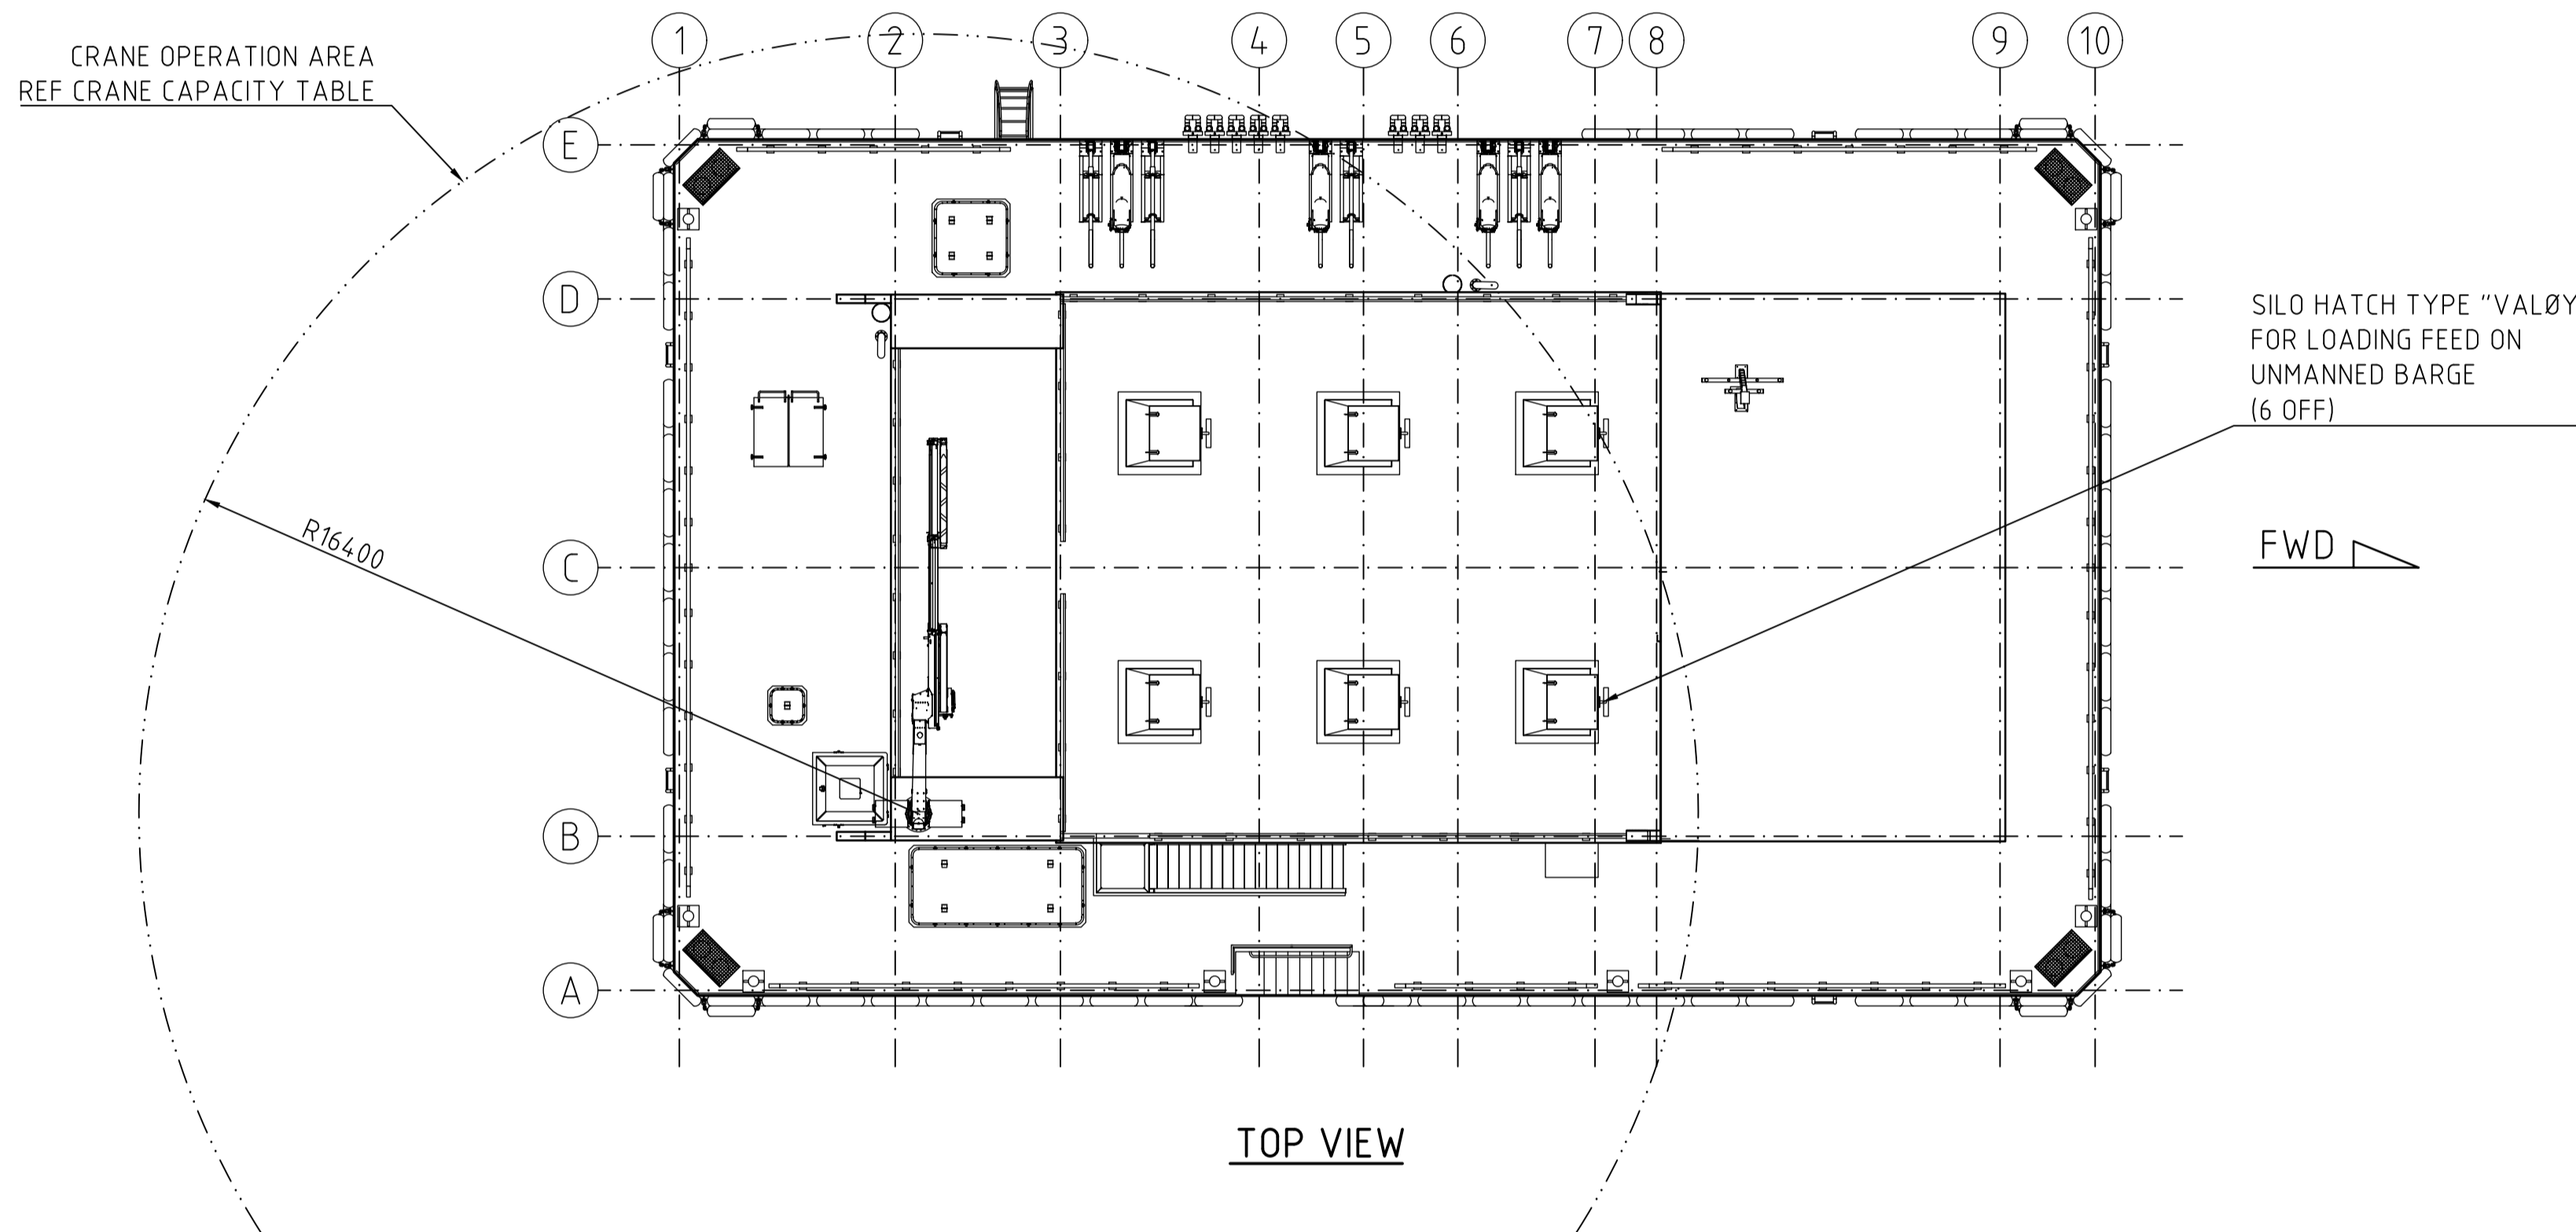 CRANE OPERATION AREA
REF CRANE CAPACITY TABLE
1
2
3
4
5
6
7
8
9
10
E
D
C
B
A
R16400
SILO HATCH TYPE "VALØY
FOR LOADING FEED ON
UNMANNED BARGE
(6 OFF)
FWD
TOP VIEW